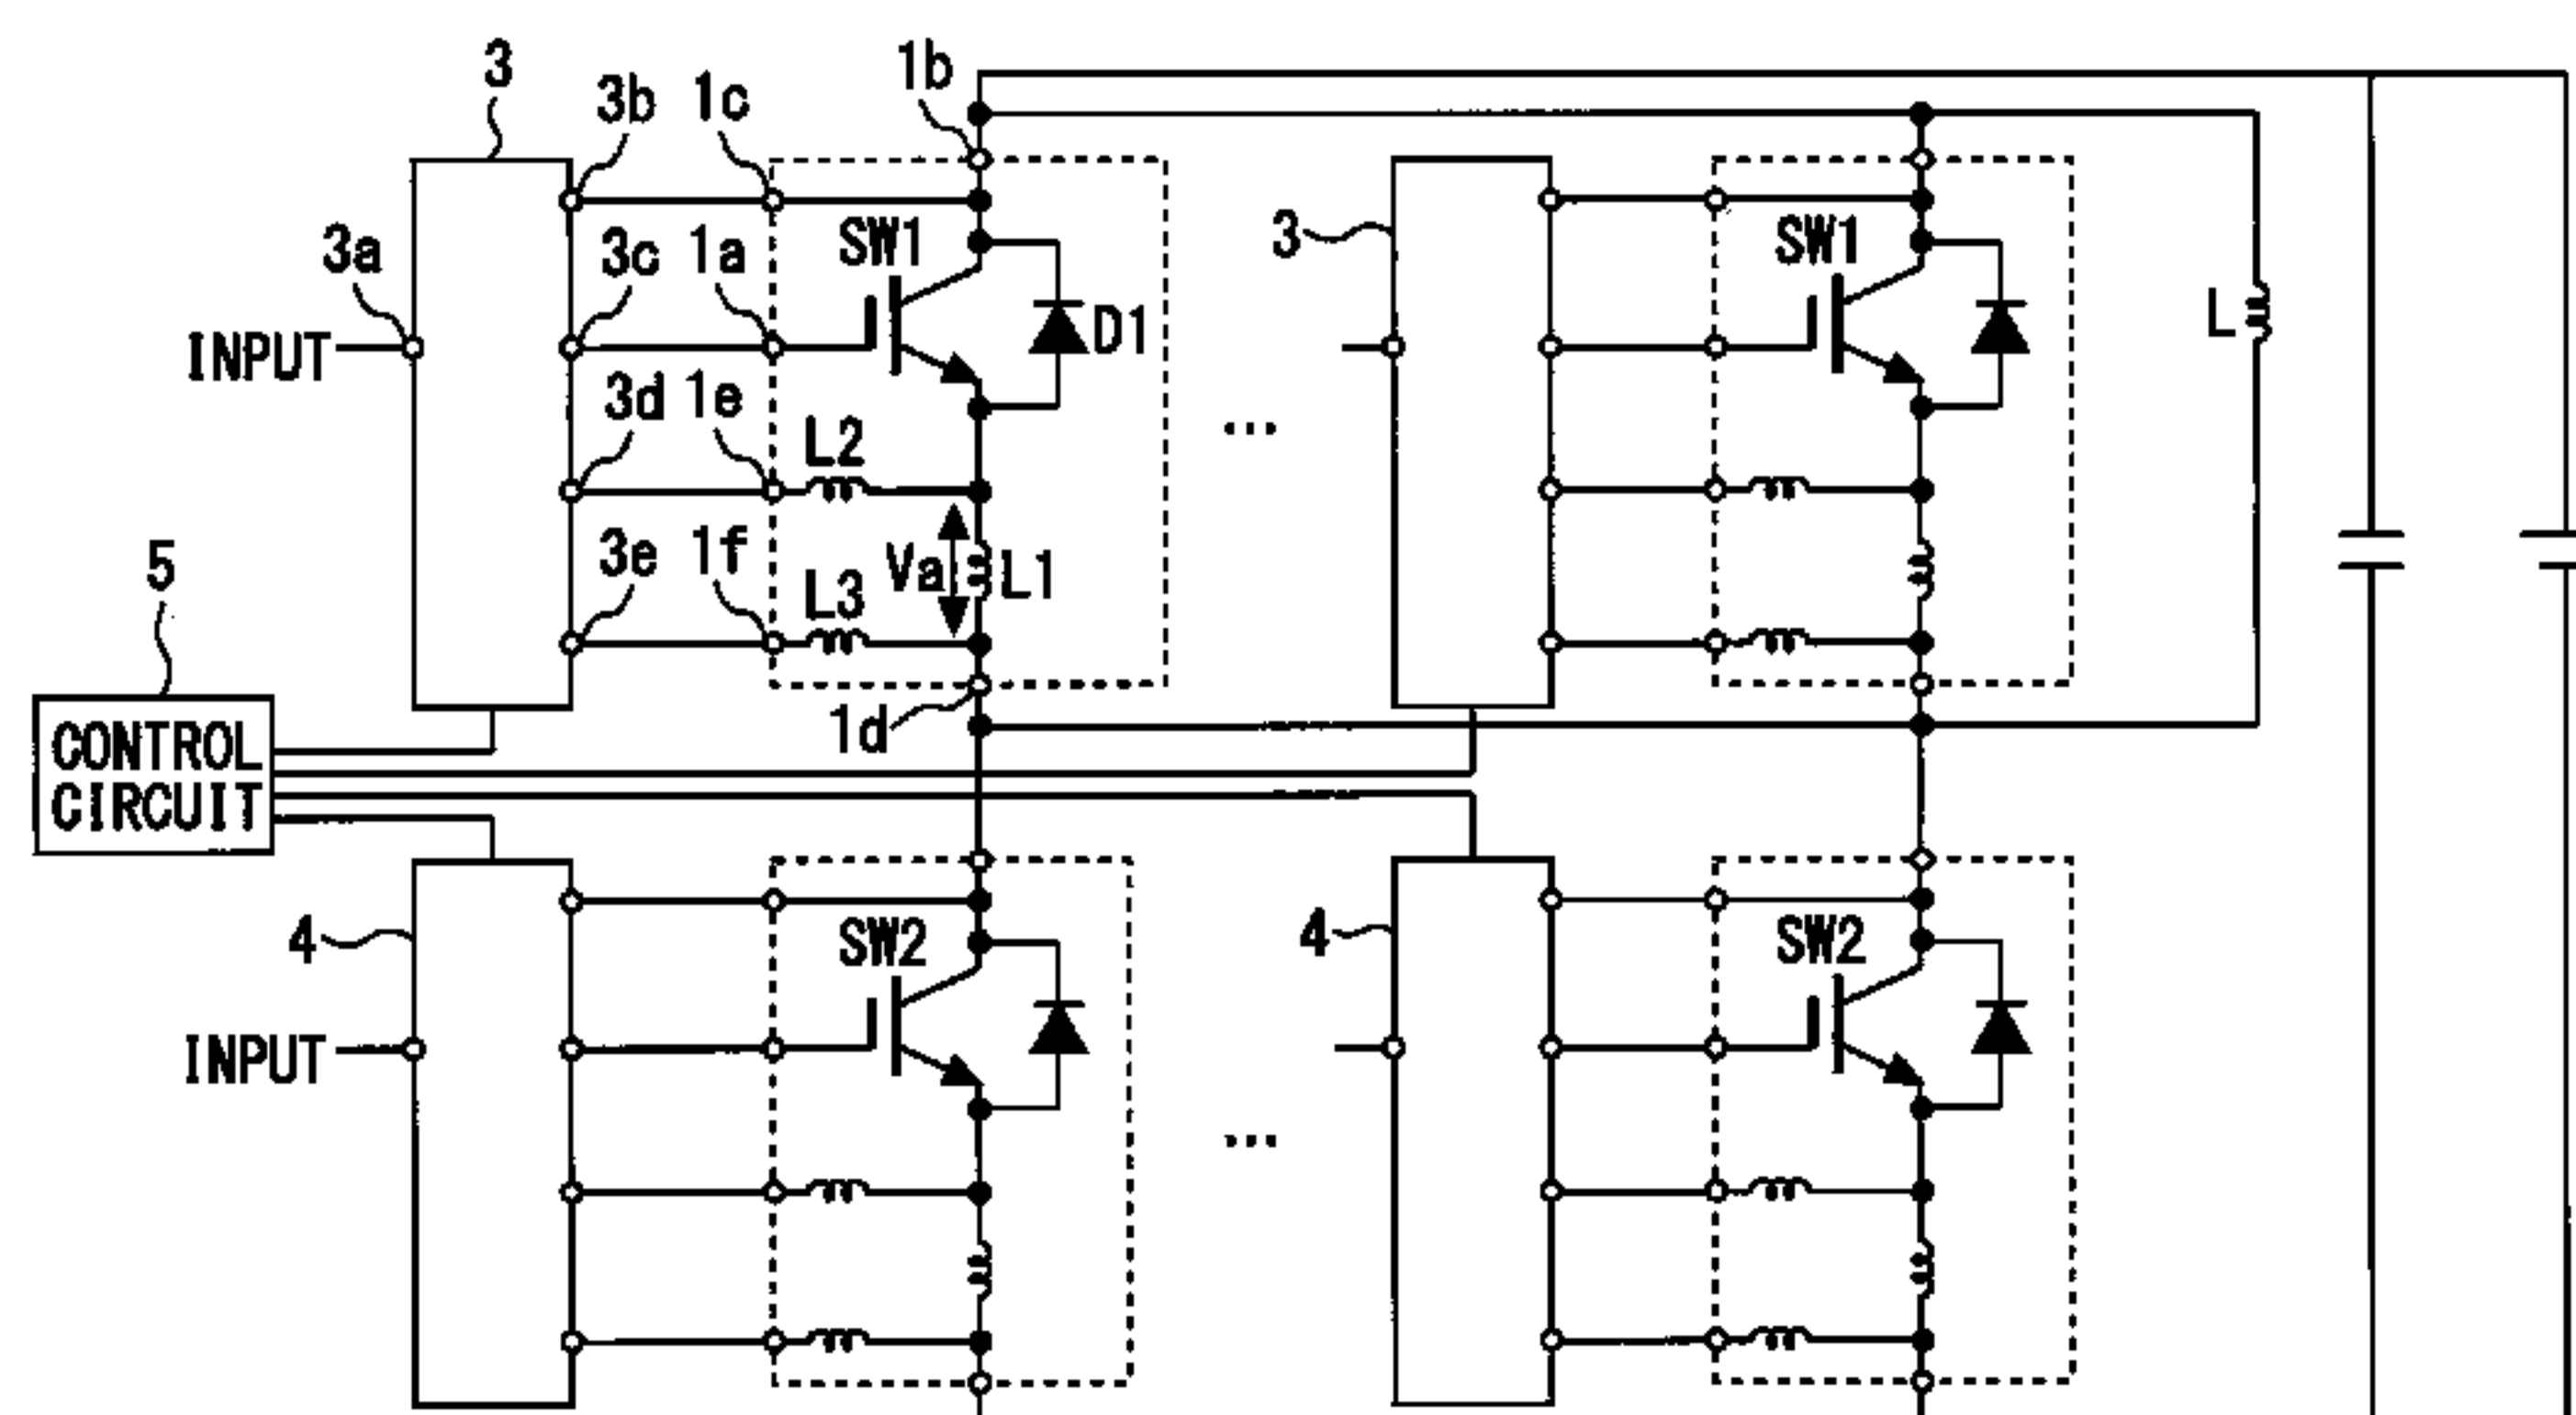 3
3b
1c
1b
3a
3c
1a
SW1
D1
INPUT
3d
1e
L2
5
3e
1f
Va
L1
L3
1d
...
3
SW1
L
CONTROL
CIRCUIT
4
SW2
INPUT
...
4
SW2